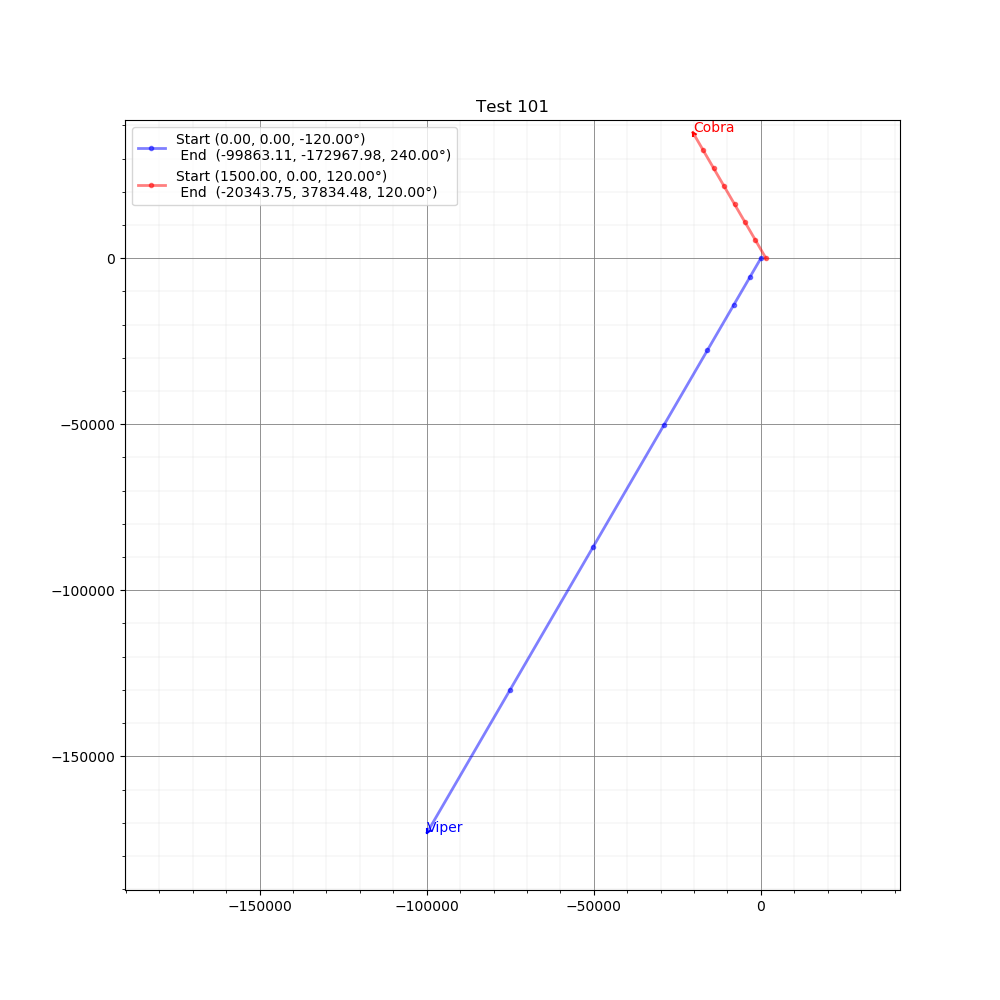 Test 101
Start (0.00, 0.00, -120.00°)
End  (-99863.11, -172967.98, 240.00°)
Start (1500.00, 0.00, 120.00°)
End  (-20343.75, 37834.48, 120.00°)
Cobra
0
−50000
−100000
−150000
Viper
−150000
−100000
−50000
0